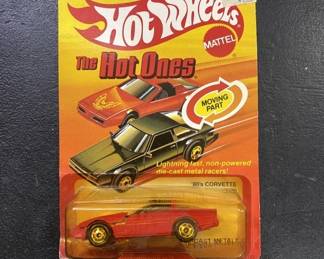 Hot Wheels
MATTEL
The Hot Ones
MOVING
PART
Lightning fast, non-powered
die-cast metal racers!
80's CORVETTE